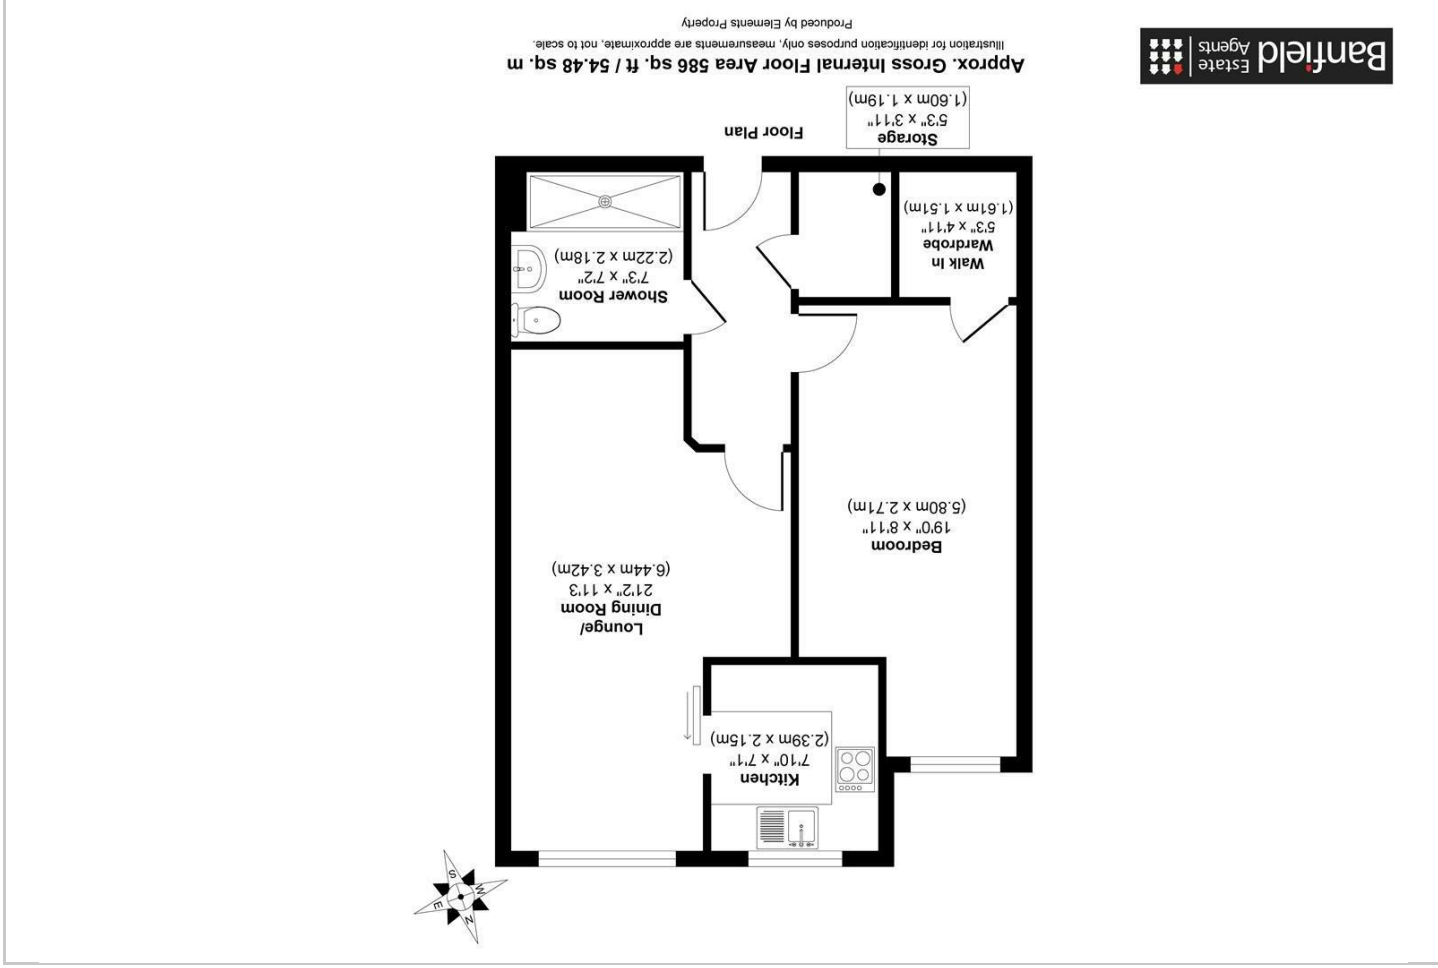 N
E
W
S
Kitchen
7'10" x 7'1"
(2.39m x 2.15m)
Lounge/
Dining Room
21'2" x 11'3
(6.44m x 3.42m)
Bedroom
19'0" x 8'11"
(5.80m x 2.71m)
Shower Room
7'3" x 7'2"
(2.22m x 2.18m)
Walk In
Wardrobe
5'3" x 4'11"
(1.61m x 1.51m)
Storage
5'3" x 3'11"
(1.60m x 1.19m)
Floor Plan
Approx. Gross Internal Floor Area 586 sq. ft / 54.48 sq. m
Illustration for identification purposes only, measurements are approximate, not to scale.
Produced by Elements Property
Banfield Estate
Agents